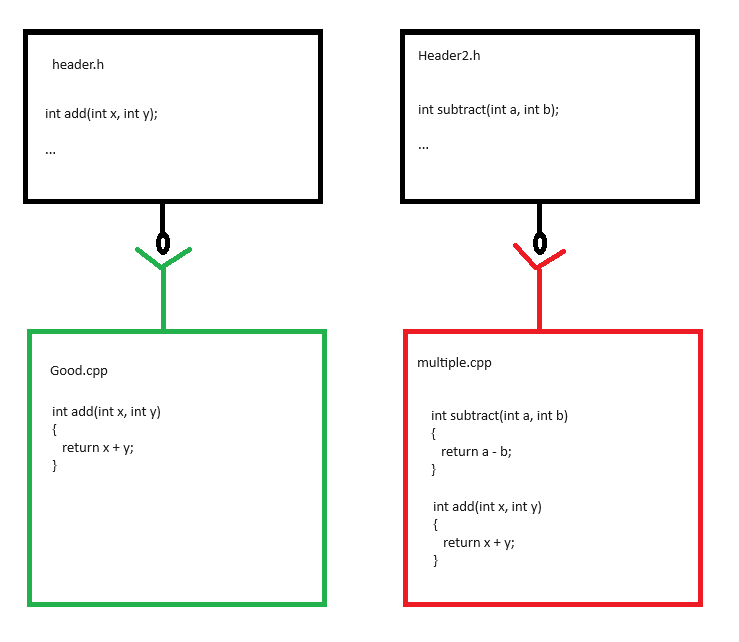 header.h
int add(int x, int y);
...
Header2.h
int subtract(int a, int b);
...
Good.cpp
int add(int x, int y)
{
return x + y;
}
multiple.cpp
int subtract(int a, int b)
{
return a - b;
}
int add(int x, int y)
{
return x + y;
}